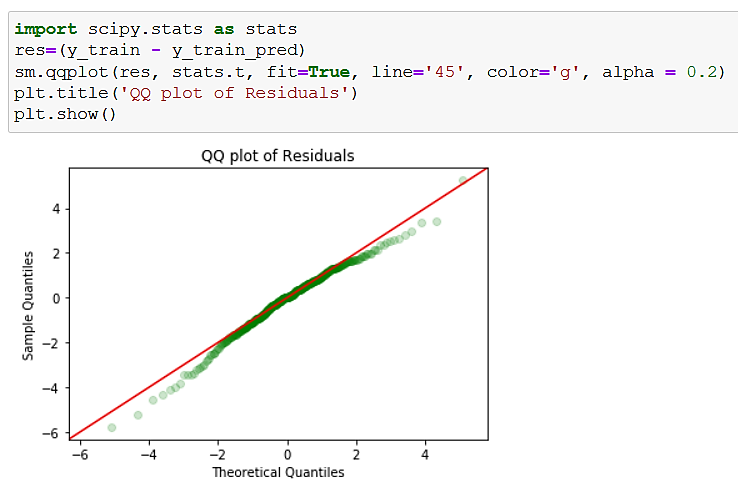 import scipy.stats as stats
res=(y_train - y_train_pred)
sm.qqplot(res, stats.t, fit=True, line='45', color='g', alpha = 0.2)
plt.title('QQ plot of Residuals')
plt.show()
QQ plot of Residuals
4
2
0
−2
−4
−6
Sample Quantiles
−6 −4 −2 0 2 4
Theoretical Quantiles